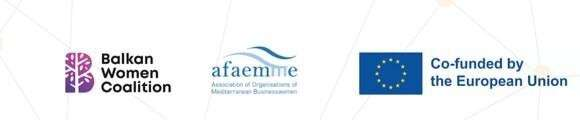 Balkan
Women
Coalition
afaemme
Association of Organisations of
Mediterranean Businesswomen
Co-funded by
the European Union